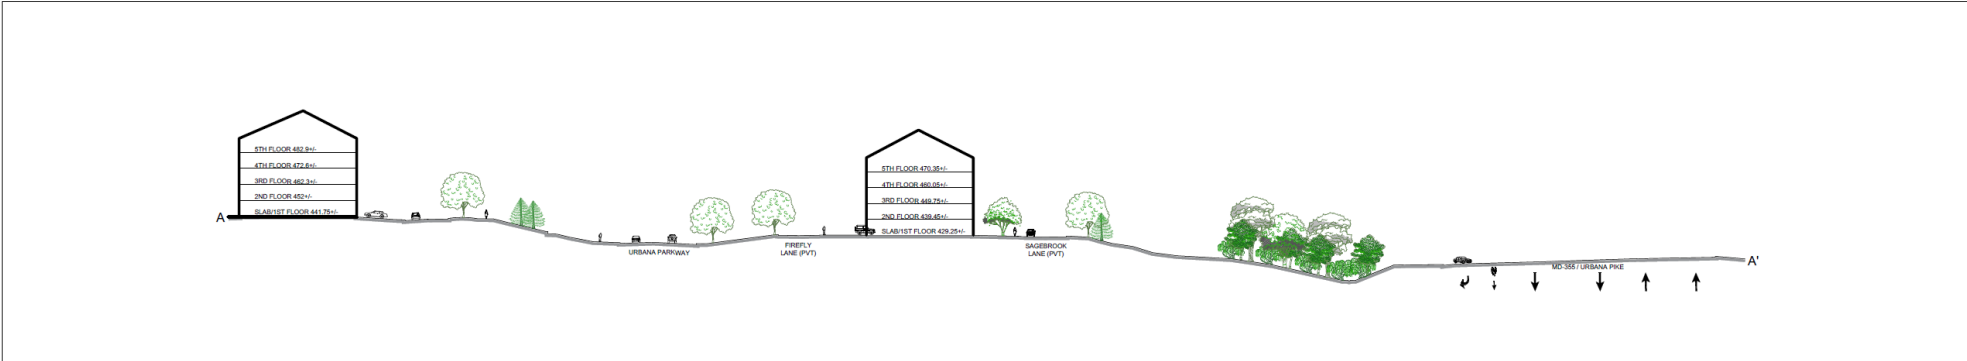 5TH FLOOR 482.9+/-
4TH FLOOR 472.6+/-
3RD FLOOR 462.3+/-
2ND FLOOR 452+/-
SLAB/1ST FLOOR 441.75+/-
A
URBANA PARKWAY
FIREFLY
LANE (PVT)
5TH FLOOR 470.35+/-
4TH FLOOR 460.05+/-
3RD FLOOR 449.75+/-
2ND FLOOR 439.45+/-
SLAB/1ST FLOOR 429.25+/-
SAGEBROOK
LANE (PVT)
MD-355 / URBANA PIKE
A'